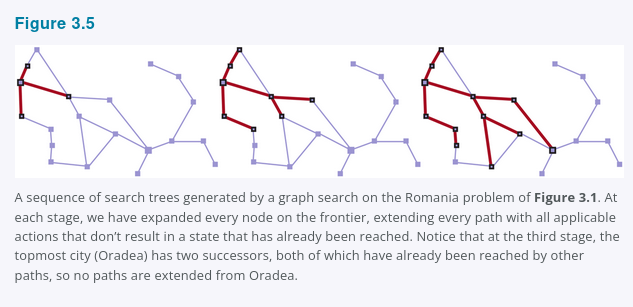 Figure 3.5
A sequence of search trees generated by a graph search on the Romania problem of Figure 3.1. At
each stage, we have expanded every node on the frontier, extending every path with all applicable
actions that don't result in a state that has already been reached. Notice that at the third stage, the
topmost city (Oradea) has two successors, both of which have already been reached by other
paths, so no paths are extended from Oradea.